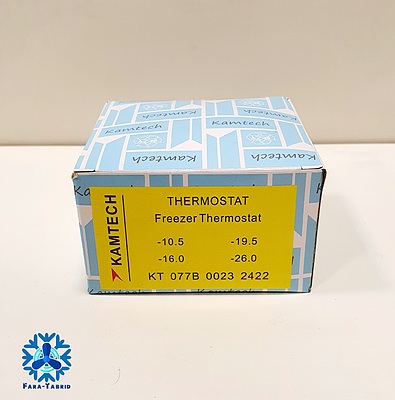 Kamtech
Kamtech
KAMTECH
THERMOSTAT
Freezer Thermostat
-10.5 -19.5
-16.0 -26.0
KT 077B 0023 2422
FARA-TABRID